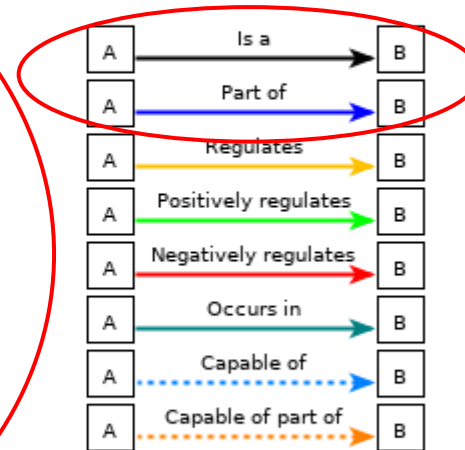 A Is a B
A Part of B
A Regulates B
A Positively regulates B
A Negatively regulates B
A Occurs in B
A Capable of B
A Capable of part of B